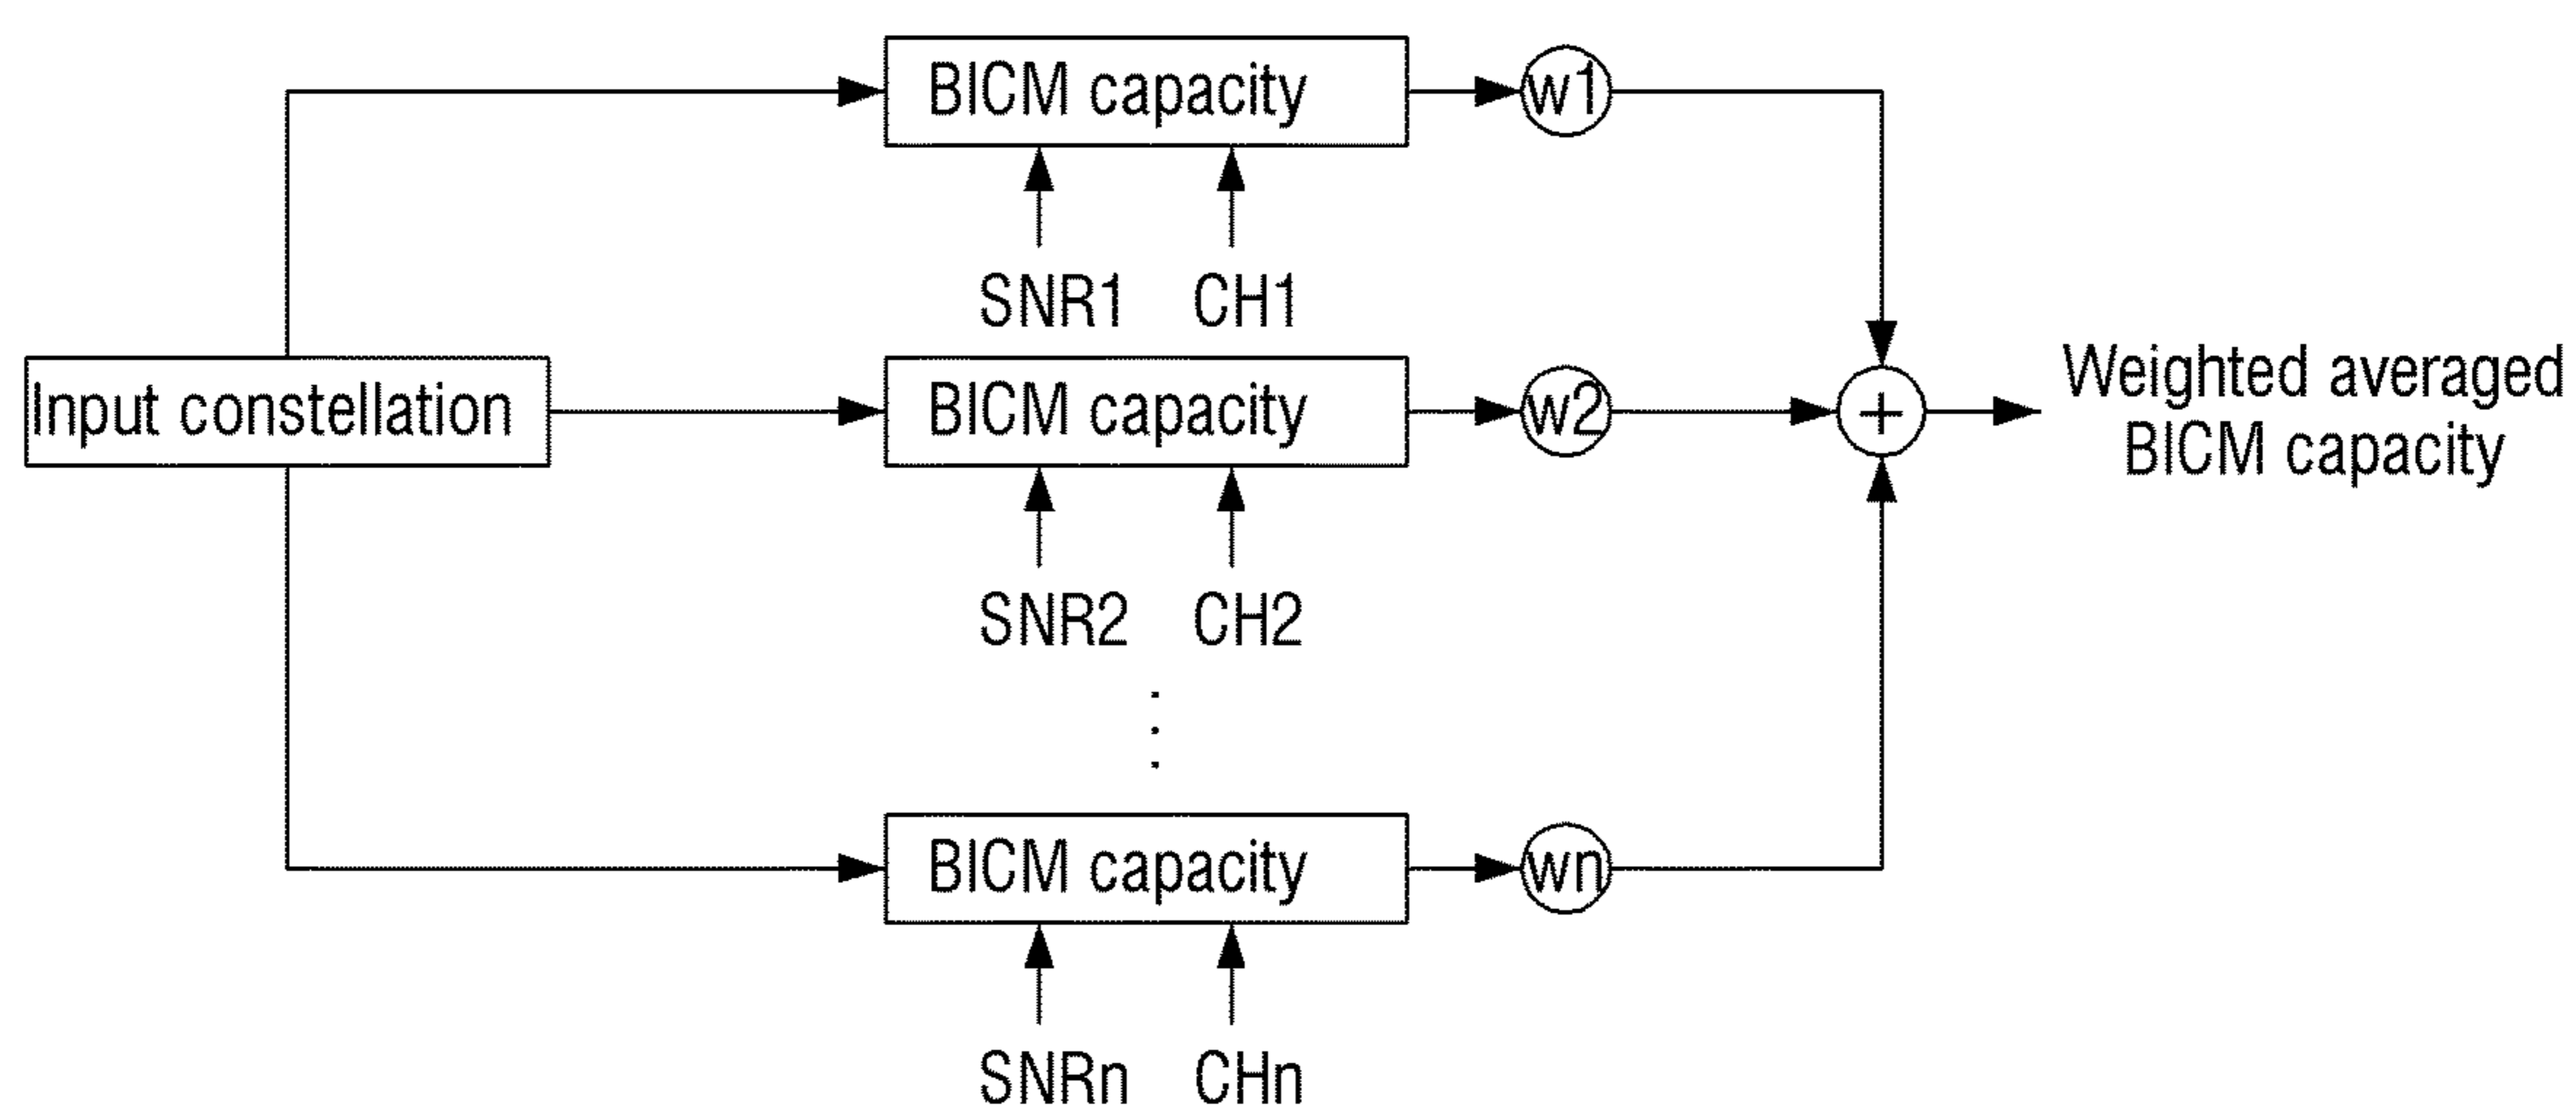 BICM capacity
w1
SNR1 CH1
Input constellation
BICM capacity
w2
+
Weighted averaged
BICM capacity
SNR2 CH2
BICM capacity
wn
SNRn CHn